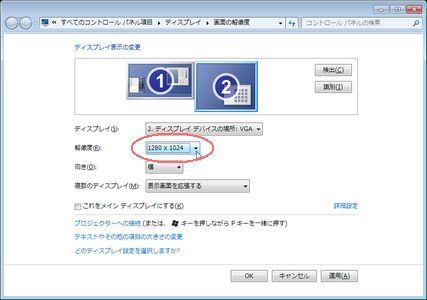 « すべてのコントロール パネル項目 ▸ ディスプレイ ▸ 画面の解像度
コントロール パネルの検索
ディスプレイ表示の変更
1
2
検出(C)
識別(I)
ディスプレイ(S):
2. ディスプレイ デバイスの場所: VGA
解像度(R):
1280 x 1024
向き(O):
横
複数のディスプレイ(M):
表示画面を拡張する
これをメイン ディスプレイにする(K)
詳細設定
プロジェクターへの接続 (または、 キーを押しながら P キーを一緒に押す)
テキストやその他の項目の大きさの変更
どのディスプレイ設定を選択しますか?
OK
キャンセル
適用(A)